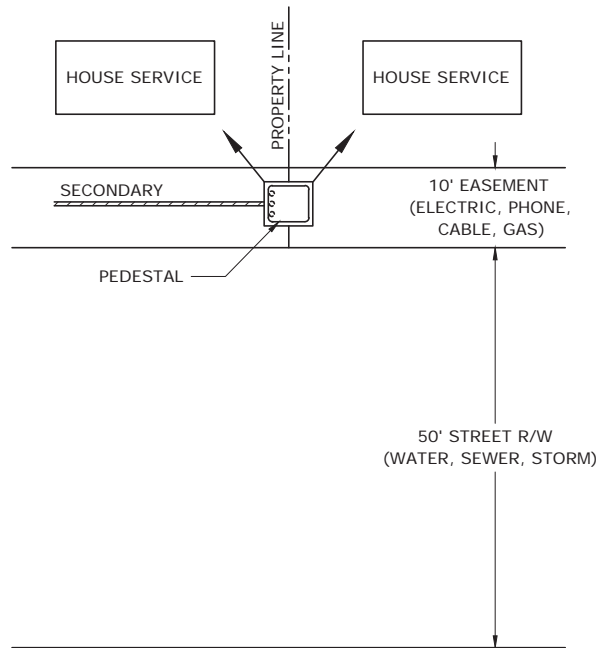 HOUSE SERVICE
PROPERTY LINE
HOUSE SERVICE
SECONDARY
10' EASEMENT
(ELECTRIC, PHONE,
CABLE, GAS)
PEDESTAL
50' STREET R/W
(WATER, SEWER, STORM)